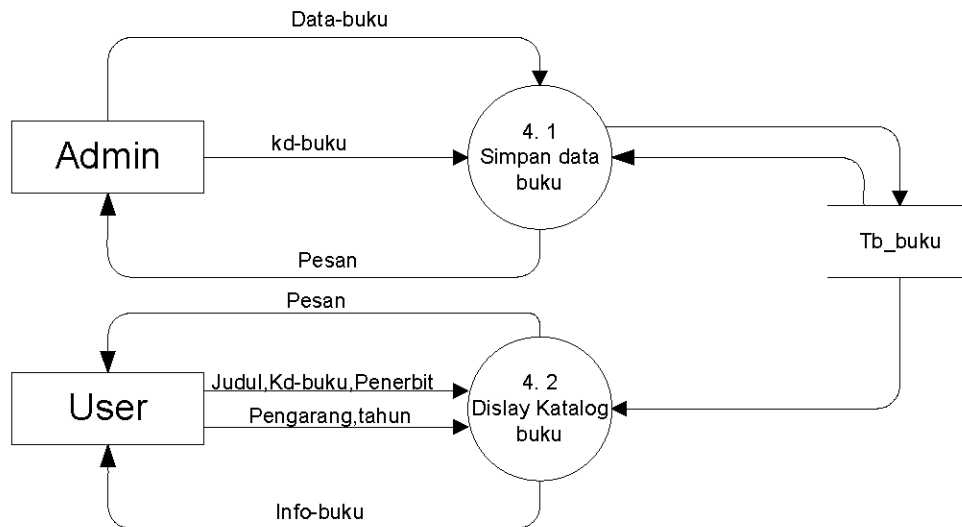 Data-buku
Admin
kd-buku
4. 1
Simpan data
buku
Tb_buku
Pesan
Pesan
User
Judul,Kd-buku,Penerbit
Pengarang,tahun
4. 2
Dislay Katalog
buku
Info-buku